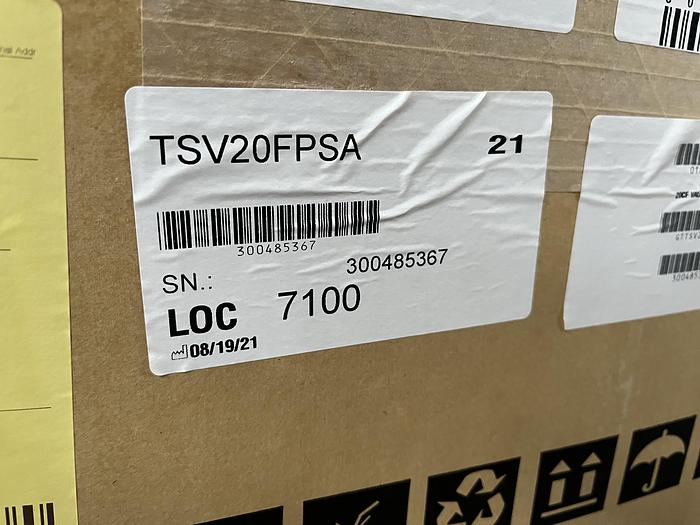 TSV20FPSA 21
300485367
SN.: 300485367
LOC 7100
08/19/21